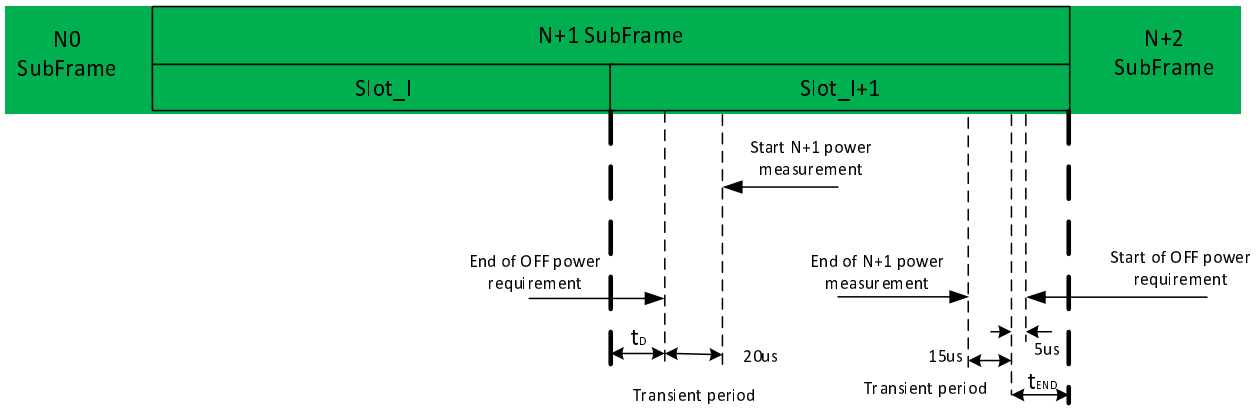 N0
SubFrame
N+1 SubFrame
N+2
SubFrame
Slot_I
Slot_I+1
Start N+1 power
measurement
End of OFF power
requirement
End of N+1 power
measurement
Start of OFF power
requirement
tD
20us
15us
5us
Transient period
Transient period
tEND